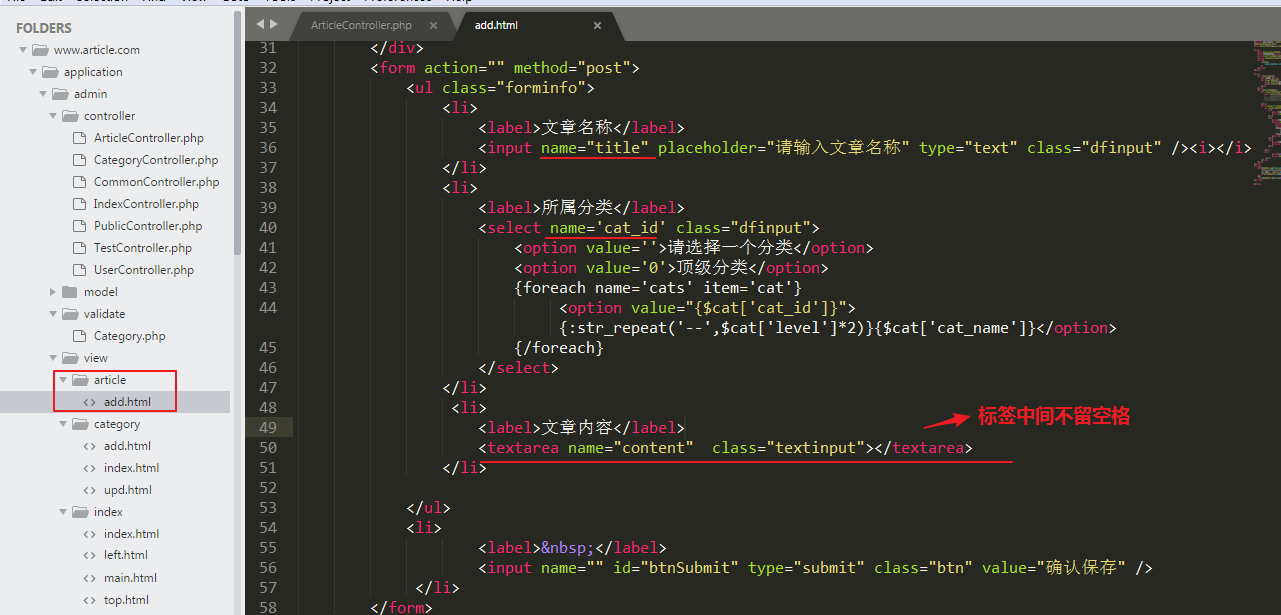 FOLDERS
www.article.com
application
admin
controller
ArticleController.php
CategoryController.php
CommonController.php
IndexController.php
PublicController.php
TestController.php
UserController.php
model
validate
Category.php
view
article
add.html
category
add.html
index.html
upd.html
index
index.html
left.html
main.html
top.html
ArticleController.php ×
add.html ×
31 </div>
32 <form action="" method="post">
33 <ul class="forminfo">
34 <li>
35 <label>文章名称</label>
36 <input name="title" placeholder="请输入文章名称" type="text" class="dfinput" /><i></i>
37 </li>
38 <li>
39 <label>所属分类</label>
40 <select name='cat_id' class="dfinput">
41 <option value=''>请选择一个分类</option>
42 <option value='0'>顶级分类</option>
43 {foreach name='cats' item='cat'}
44 <option value="{$cat['cat_id']}">
{:str_repeat('--',$cat['level']*2)}{$cat['cat_name']}</option>
45 {/foreach}
46 </select>
47 </li>
48 <li>
49 <label>文章内容</label>
标签中间不留空格
50 <textarea name="content"  class="textinput"></textarea>
51 </li>
52
53 </ul>
54 <li>
55 <label>&nbsp;</label>
56 <input name="" id="btnSubmit" type="submit" class="btn" value="确认保存" />
57 </li>
58 </form>